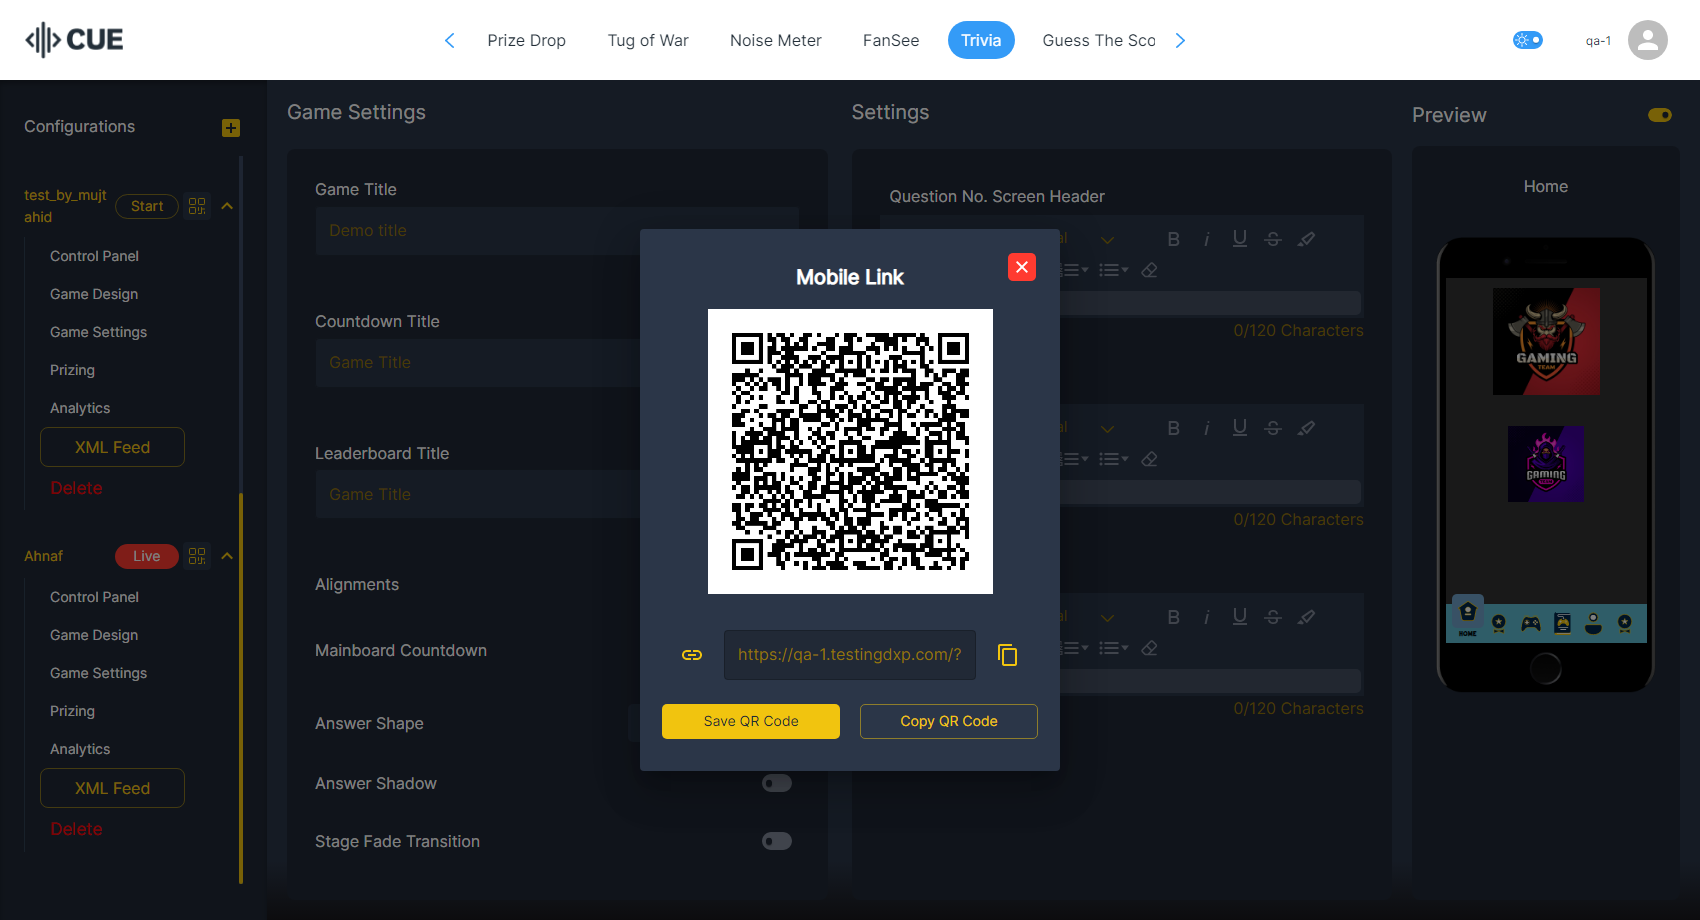 CUE
Prize Drop
Tug of War
Noise Meter
FanSee
Trivia
Guess The Sco
qa-1
Configurations
test_by_mujt
ahid
Start
Control Panel
Game Design
Game Settings
Prizing
Analytics
XML Feed
Delete
Ahnaf
Live
Control Panel
Game Design
Game Settings
Prizing
Analytics
XML Feed
Delete
Game Settings
Game Title
Demo title
Countdown Title
Game Title
Leaderboard Title
Game Title
Alignments
Mainboard Countdown
Answer Shape
Answer Shadow
Stage Fade Transition
Mobile Link
https://qa-1.testingdxp.com/?
Save QR Code
Copy QR Code
Settings
Question No. Screen Header
al
B i U S
0/120 Characters
al
B i U S
0/120 Characters
al
B i U S
0/120 Characters
Preview
Home
GAMING
TEAM
GAMING
HOME